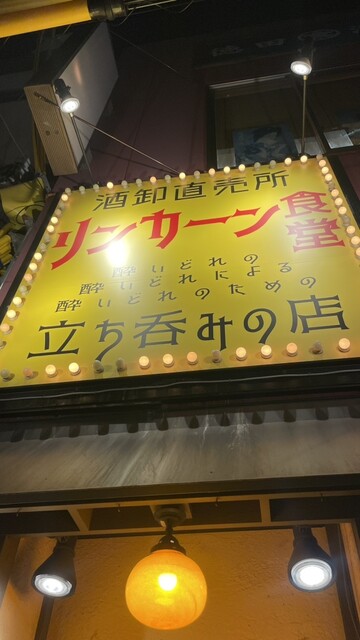 酒卸直売所
リンカーン食堂
酔いどれの
酔いどれによる
酔いどれのための
立ち呑みの店